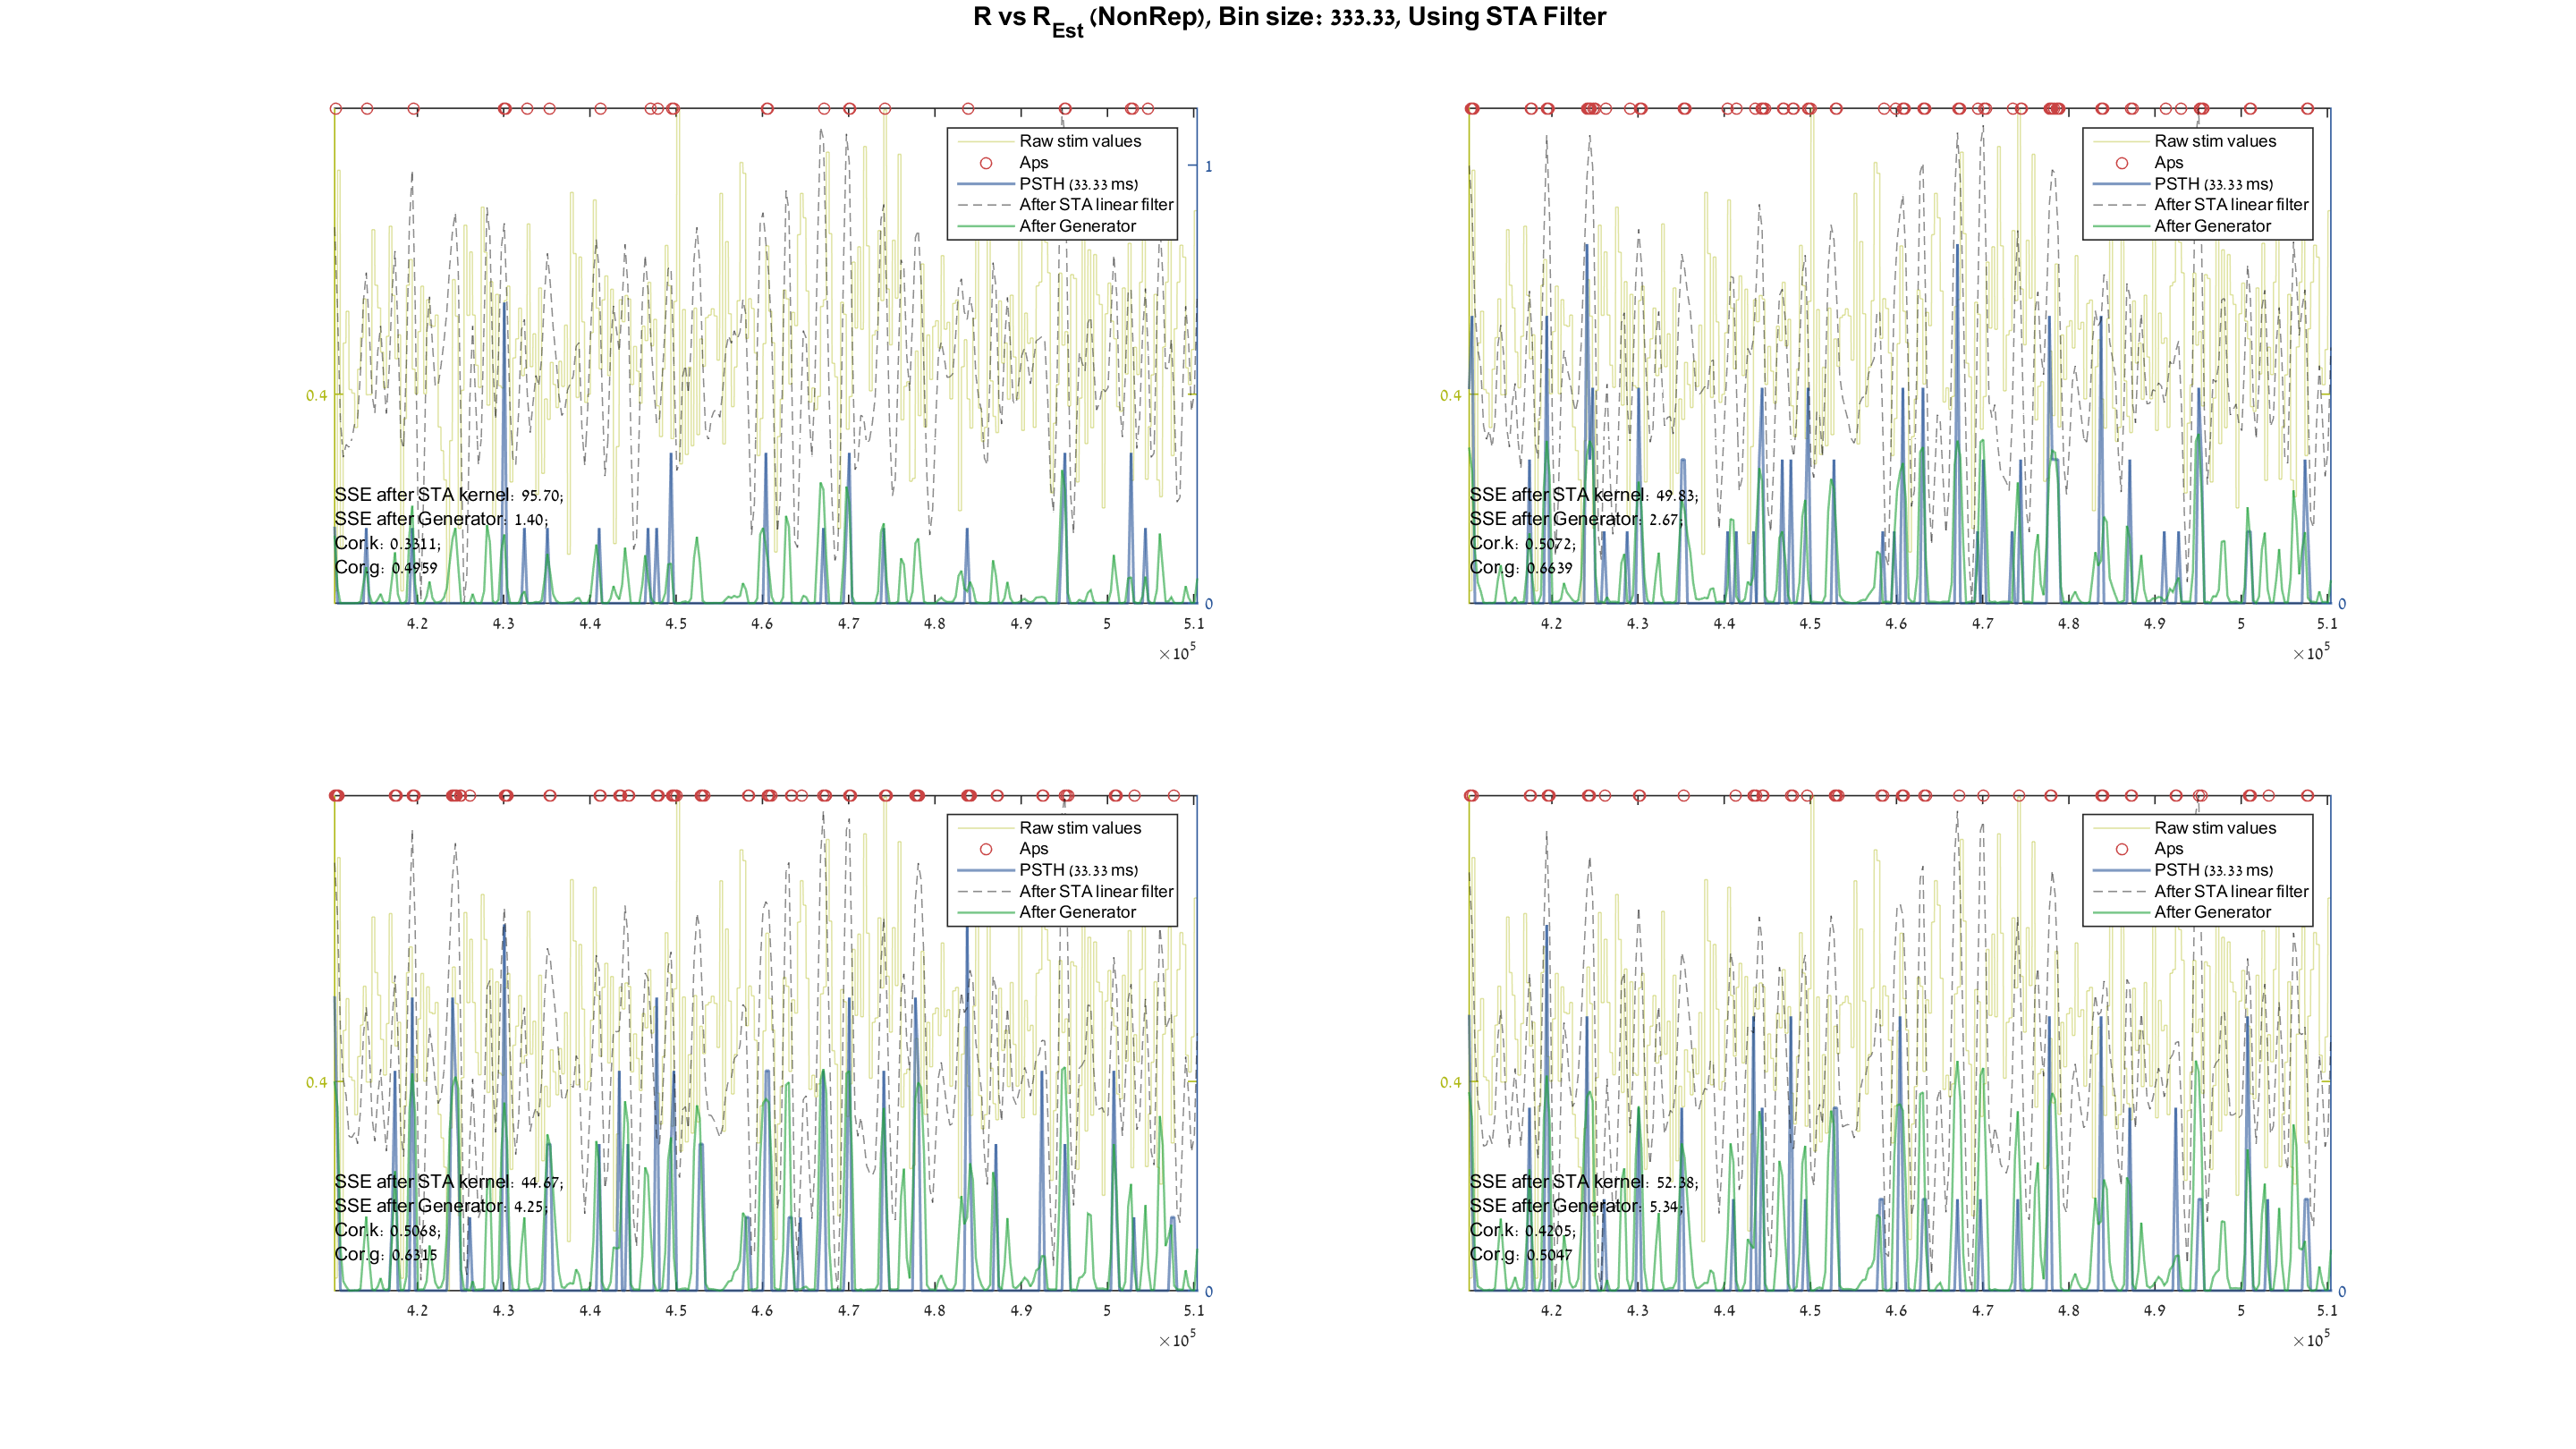 R vs R_Est (NonRep), Bin size: 333.33, Using STA Filter
Raw stim values
Aps
PSTH (33.33 ms)
After STA linear filter
After Generator
1
0.4
SSE after STA kernel: 95.70;
SSE after Generator: 1.40;
Cor.k: 0.3311;
Cor.g: 0.4959
0
4.2 4.3 4.4 4.5 4.6 4.7 4.8 4.9 5 5.1
×10^5
Raw stim values
Aps
PSTH (33.33 ms)
After STA linear filter
After Generator
0.4
SSE after STA kernel: 49.83;
SSE after Generator: 2.67;
Cor.k: 0.5072;
Cor.g: 0.6639
0
4.2 4.3 4.4 4.5 4.6 4.7 4.8 4.9 5 5.1
×10^5
Raw stim values
Aps
PSTH (33.33 ms)
After STA linear filter
After Generator
0.4
SSE after STA kernel: 44.67;
SSE after Generator: 4.25;
Cor.k: 0.5068;
Cor.g: 0.6315
0
4.2 4.3 4.4 4.5 4.6 4.7 4.8 4.9 5 5.1
×10^5
Raw stim values
Aps
PSTH (33.33 ms)
After STA linear filter
After Generator
0.4
SSE after STA kernel: 52.38;
SSE after Generator: 5.34;
Cor.k: 0.4205;
Cor.g: 0.5047
0
4.2 4.3 4.4 4.5 4.6 4.7 4.8 4.9 5 5.1
×10^5